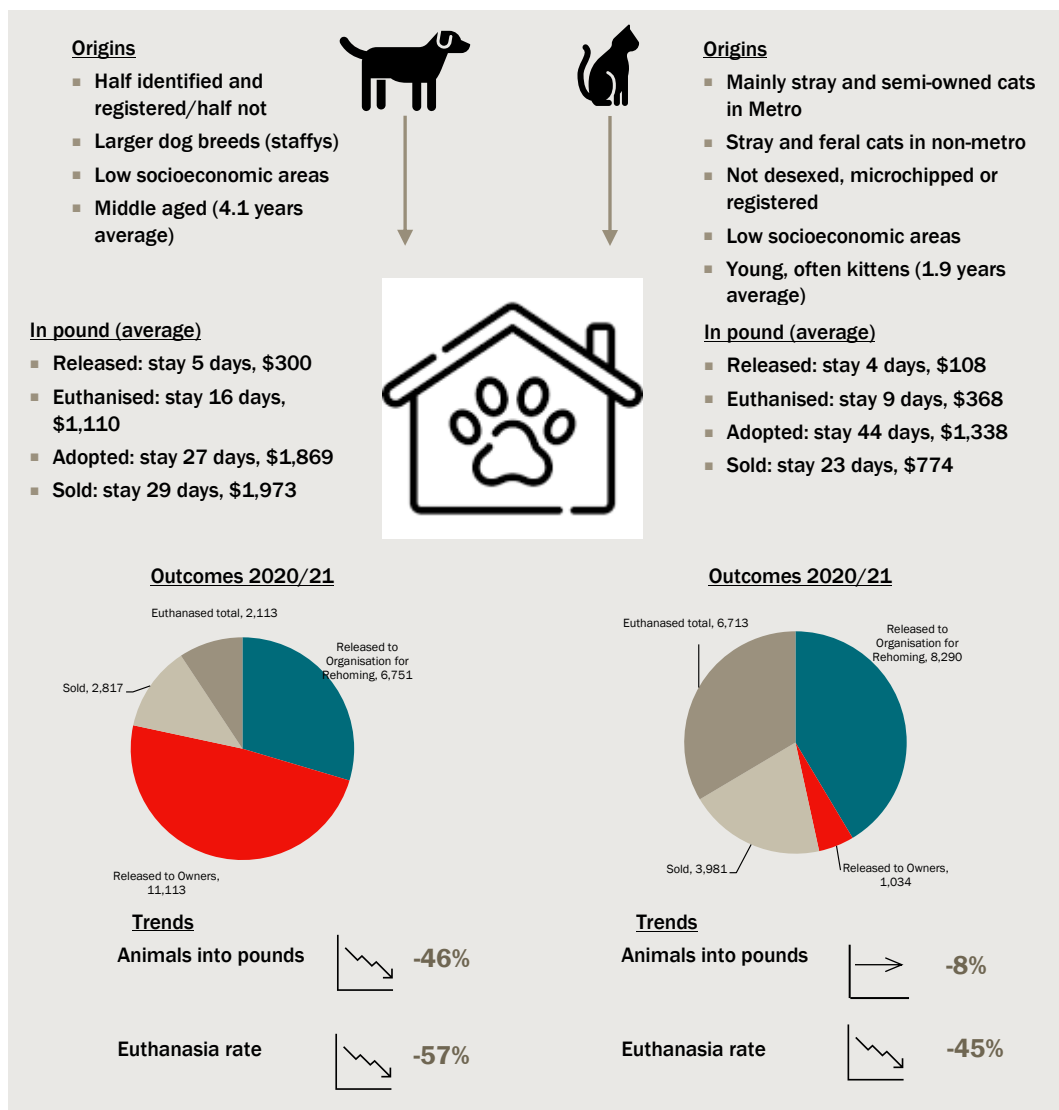 Origins
Half identified and
registered/half not
Larger dog breeds (staffys)
Low socioeconomic areas
Middle aged (4.1 years
average)
In pound (average)
Released: stay 5 days, $300
Euthanised: stay 16 days,
$1,110
Adopted: stay 27 days, $1,869
Sold: stay 29 days, $1,973
Origins
Mainly stray and semi-owned cats
in Metro
Stray and feral cats in non-metro
Not desexed, microchipped or
registered
Low socioeconomic areas
Young, often kittens (1.9 years
average)
In pound (average)
Released: stay 4 days, $108
Euthanised: stay 9 days, $368
Adopted: stay 44 days, $1,338
Sold: stay 23 days, $774
Outcomes 2020/21
Euthanased total, 2,113
Released to
Organisation for
Rehoming, 6,751
Sold, 2,817
Released to Owners,
11,113
Trends
Animals into pounds
-46%
Euthanasia rate
-57%
Outcomes 2020/21
Euthanased total, 6,713
Released to
Organisation for
Rehoming, 8,290
Sold, 3,981
Released to Owners,
1,034
Trends
Animals into pounds
-8%
Euthanasia rate
-45%